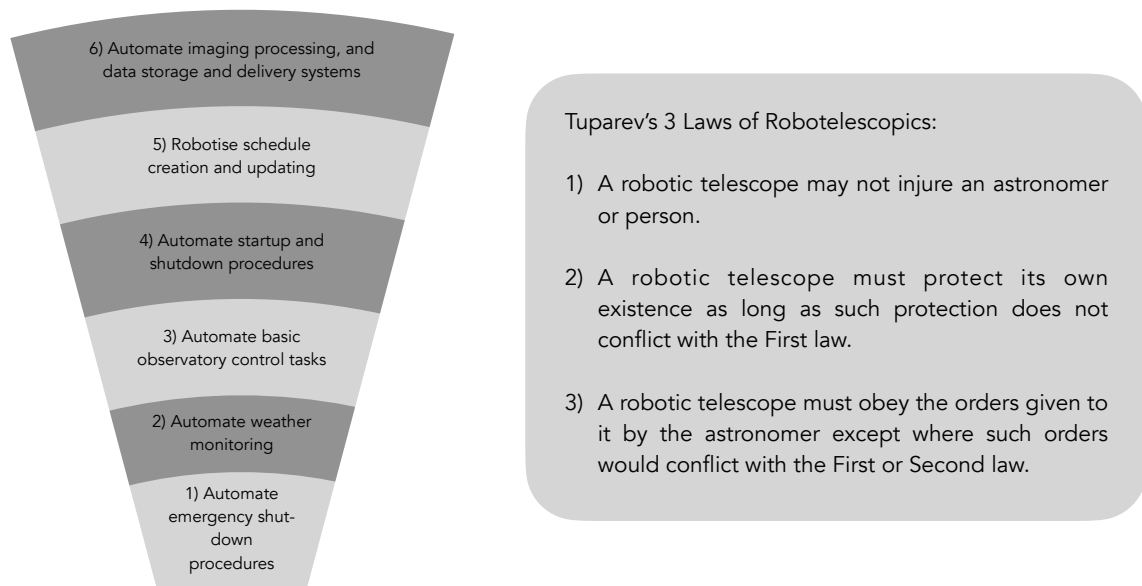 6) Automate imaging processing, and
data storage and delivery systems
5) Robotise schedule
creation and updating
4) Automate startup and
shutdown procedures
3) Automate basic
observatory control tasks
2) Automate weather
monitoring
1) Automate
emergency shut-
down
procedures
Tuparev's 3 Laws of Robotelescopics:
1) A robotic telescope may not injure an astronomer
or person.
2) A robotic telescope must protect its own
existence as long as such protection does not
conflict with the First law.
3) A robotic telescope must obey the orders given to
it by the astronomer except where such orders
would conflict with the First or Second law.